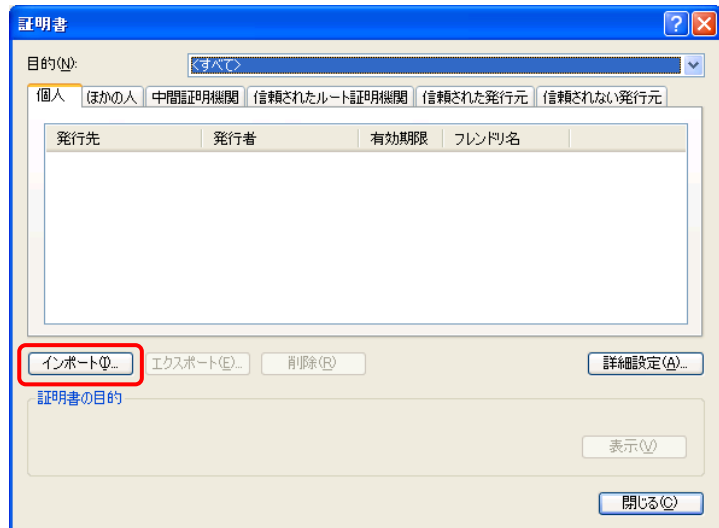 証明書
目的(N): <すべて>
個人 ほかの人 中間証明機関 信頼されたルート証明機関 信頼された発行元 信頼されない発行元
発行先 発行者 有効期限 フレンドリ名
インポート(I)... エクスポート(E)... 削除(R) 詳細設定(A)...
証明書の目的
表示(V)
閉じる(C)